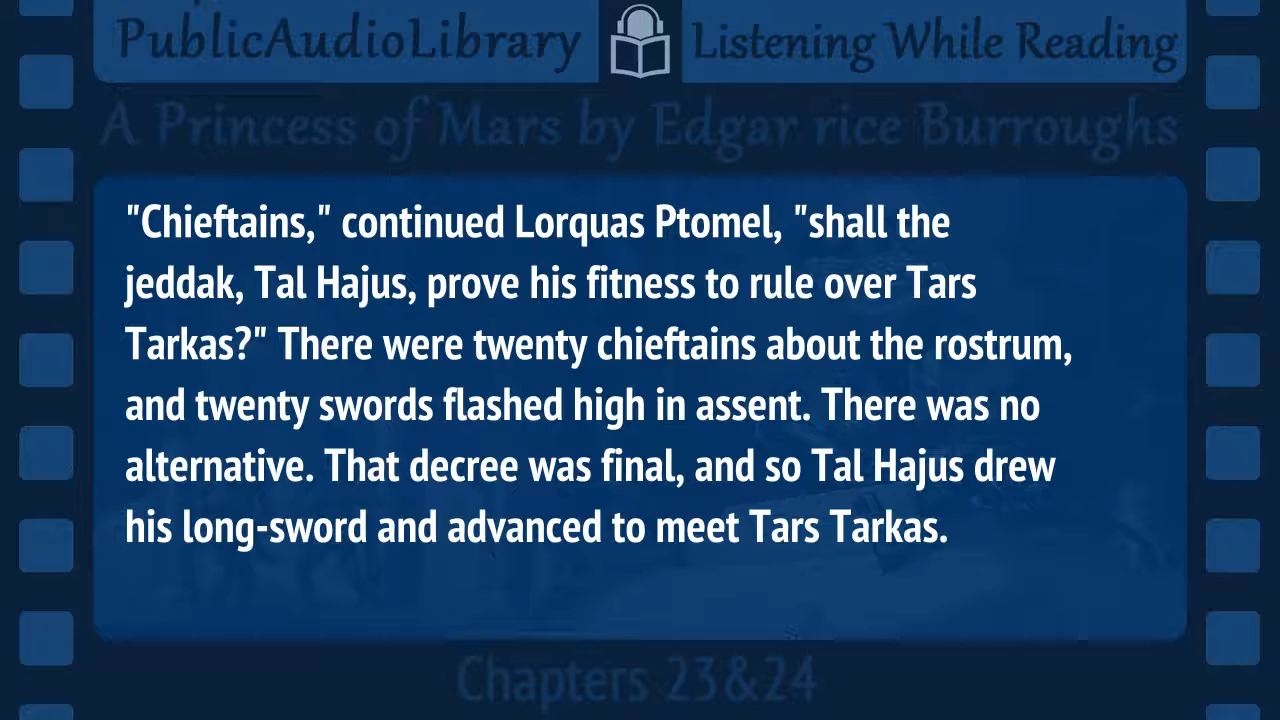 PublicAudioLibrary
Listening While Reading
A Princess of Mars by Edgar rice Burroughs
"Chieftains," continued Lorquas Ptomel, "shall the
jeddak, Tal Hajus, prove his fitness to rule over Tars
Tarkas?" There were twenty chieftains about the rostrum,
and twenty swords flashed high in assent. There was no
alternative. That decree was final, and so Tal Hajus drew
his long-sword and advanced to meet Tars Tarkas.
Chapters 23&24